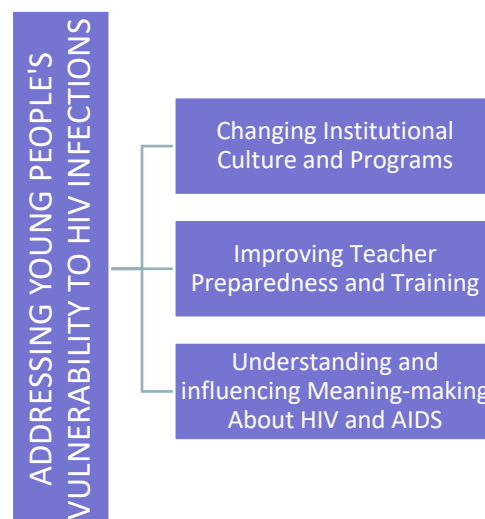 ADDRESSING YOUNG PEOPLE'S
VULNERABILITY TO HIV INFECTIONS
Changing Institutional
Culture and Programs
Improving Teacher
Preparedness and Training
Understanding and
influencing Meaning-making
About HIV and AIDS